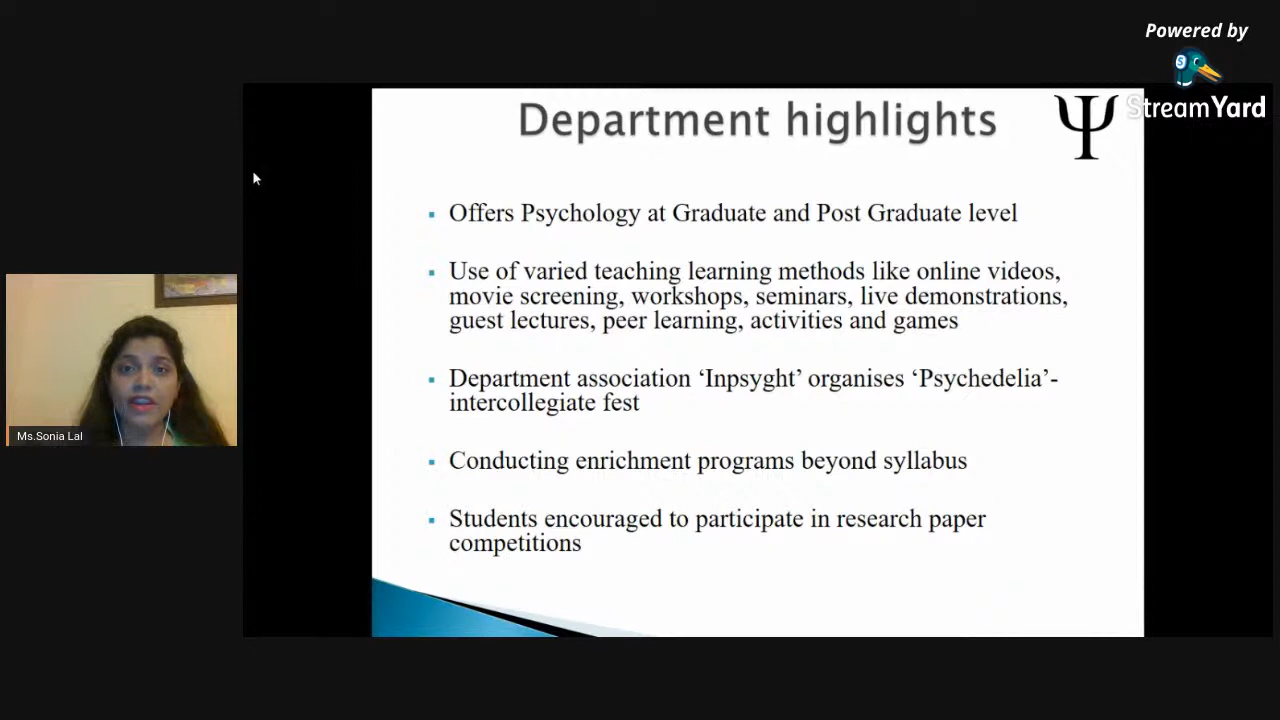 Powered by
StreamYard
Department highlights
Ψ
Offers Psychology at Graduate and Post Graduate level
Use of varied teaching learning methods like online videos,
movie screening, workshops, seminars, live demonstrations,
guest lectures, peer learning, activities and games
Department association ‘Inpsyght’ organises ‘Psychedelia’-
intercollegiate fest
Conducting enrichment programs beyond syllabus
Students encouraged to participate in research paper
competitions
Ms.Sonia Lal